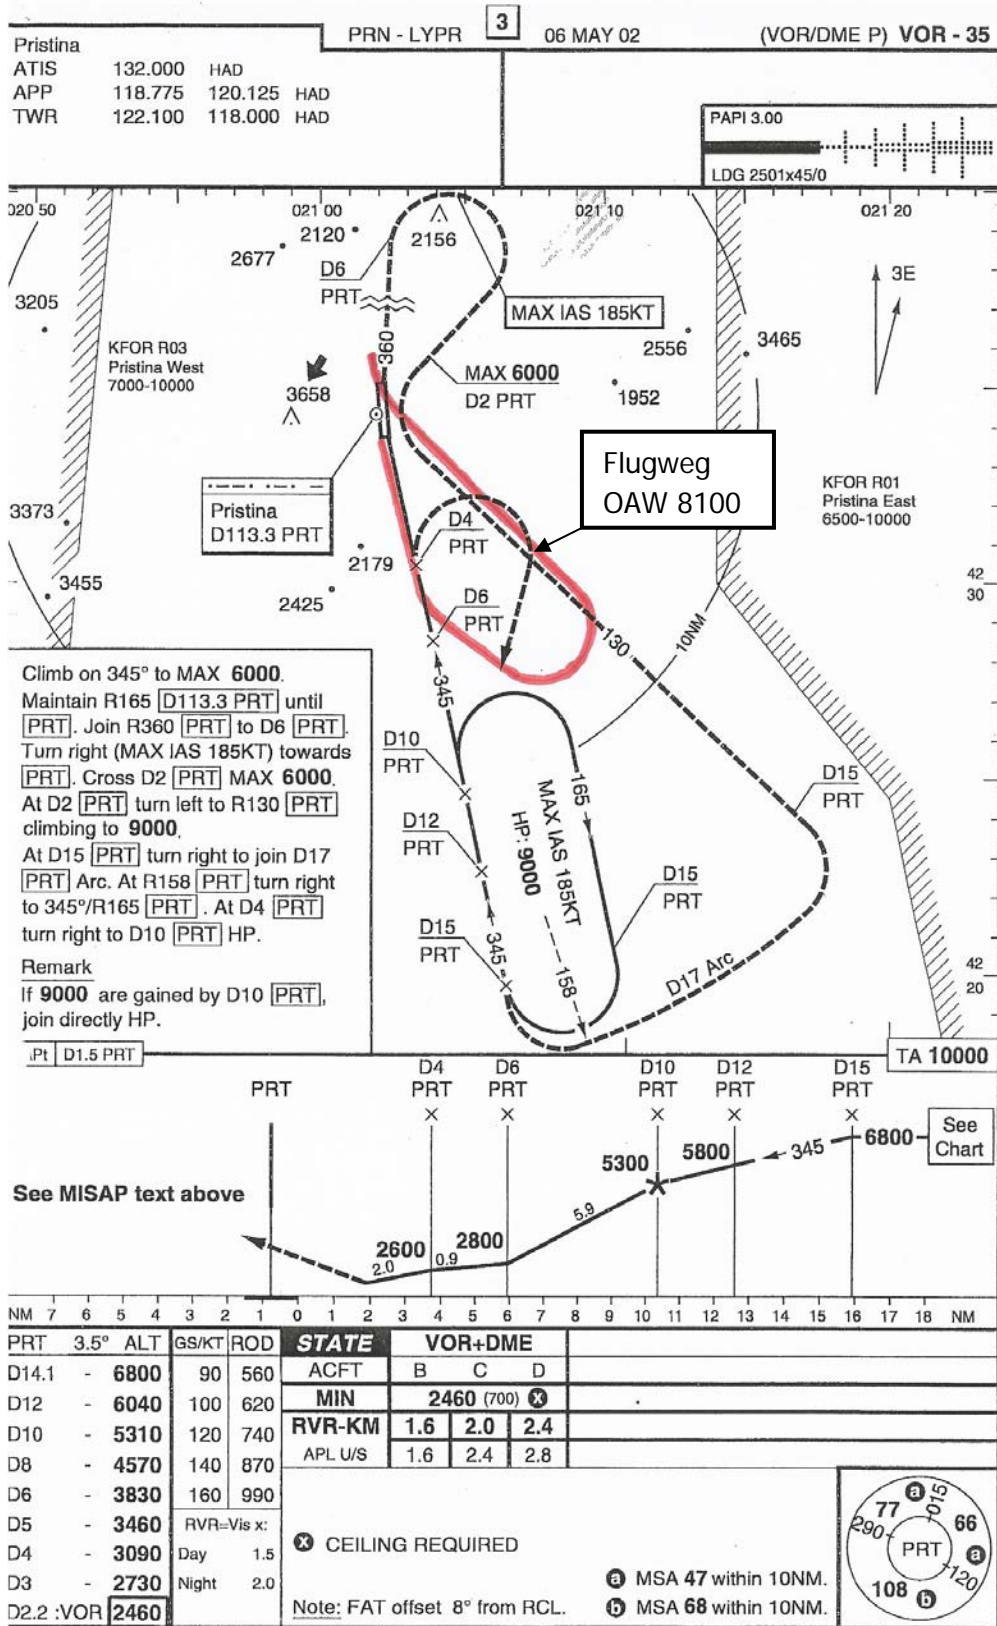 Pristina
PRN - LYPR
3
06 MAY 02
(VOR/DME P) VOR - 35
ATIS 132.000 HAD
APP 118.775 120.125 HAD
TWR 122.100 118.000 HAD
PAPI 3.00
LDG 2501x45/0
020 50
021 00
021 10
021 20
2120
2156
2677
D6
PRT
3E
3205
MAX IAS 185KT
2556
3465
KFOR R03
Pristina West
7000-10000
360
MAX 6000
D2 PRT
3658
1952
Flugweg
OAW 8100
KFOR R01
Pristina East
6500-10000
Pristina
D113.3 PRT
3373
D4
PRT
2179
3455
2425
D6
PRT
42
30
130
10NM
Climb on 345° to MAX 6000.
Maintain R165 D113.3 PRT until
PRT. Join R360 PRT to D6 PRT.
Turn right (MAX IAS 185KT) towards
PRT. Cross D2 PRT MAX 6000.
At D2 PRT turn left to R130 PRT
climbing to 9000.
At D15 PRT turn right to join D17
PRT Arc. At R158 PRT turn right
to 345°/R165 PRT. At D4 PRT
turn right to D10 PRT HP.
Remark
If 9000 are gained by D10 PRT,
join directly HP.
345
D10
PRT
165
MAX IAS 185KT
HP: 9000
D15
PRT
D12
PRT
D15
PRT
D15
PRT
345
158
D17 Arc
42
20
Pt D1.5 PRT
TA 10000
PRT
D4
PRT
D6
PRT
D10
PRT
D12
PRT
D15
PRT
See
Chart
6800
345
5800
5300
See MISAP text above
5.9
2800
2600
0.9
2.0
NM 7 6 5 4 3 2 1 0 1 2 3 4 5 6 7 8 9 10 11 12 13 14 15 16 17 18 NM
PRT 3.5° ALT GS/KT ROD STATE VOR+DME
D14.1 - 6800 90 560 ACFT B C D
D12 - 6040 100 620 MIN 2460 (700) X
D10 - 5310 120 740 RVR-KM 1.6 2.0 2.4
D8 - 4570 140 870 APL U/S 1.6 2.4 2.8
D6 - 3830 160 990
D5 - 3460 RVR=Vis x:
D4 - 3090 Day 1.5
D3 - 2730 Night 2.0
D2.2 :VOR 2460
X CEILING REQUIRED
Note: FAT offset 8° from RCL.
a MSA 47 within 10NM.
b MSA 68 within 10NM.
77 a 015
290 66
PRT a
120
108 b